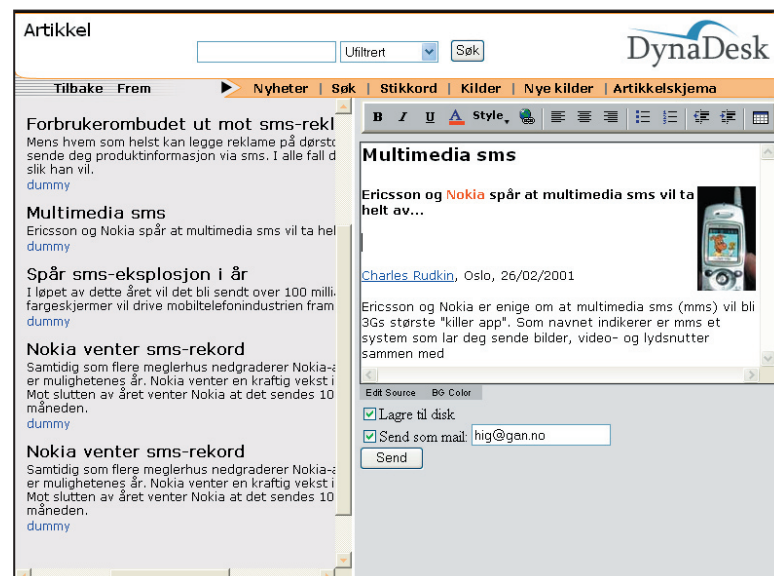 Artikkel
Ufiltrert
Søk
DynaDesk
Tilbake Frem
Nyheter | Søk | Stikkord | Kilder | Nye kilder | Artikkelskjema
Forbrukerombudet ut mot sms-rekl
Mens hvem som helst kan legge reklame på dørsto
sende deg produktinformasjon via sms. I alle fall d
slik han vil.
dummy
Multimedia sms
Ericsson og Nokia spår at multimedia sms vil ta hel
dummy
Spår sms-eksplosjon i år
I løpet av dette året vil det bli sendt over 100 milli
fargeskjermer vil drive mobiltelefonindustrien fram
dummy
Nokia venter sms-rekord
Samtidig som flere meglerhus nedgraderer Nokia-a
er mulighetenes år. Nokia venter en kraftig vekst i
Mot slutten av året venter Nokia at det sendes 10
måneden.
dummy
Nokia venter sms-rekord
Samtidig som flere meglerhus nedgraderer Nokia-a
er mulighetenes år. Nokia venter en kraftig vekst i
Mot slutten av året venter Nokia at det sendes 10
måneden.
dummy
B I U A Style
Multimedia sms
Ericsson og Nokia spår at multimedia sms vil ta
helt av...
Charles Rudkin, Oslo, 26/02/2001
Ericsson og Nokia er enige om at multimedia sms (mms) vil bli
3Gs største "killer app". Som navnet indikerer er mms et
system som lar deg sende bilder, video- og lydsnutter
sammen med
Edit Source BG Color
Lagre til disk
Send som mail: hig@gan.no
Send